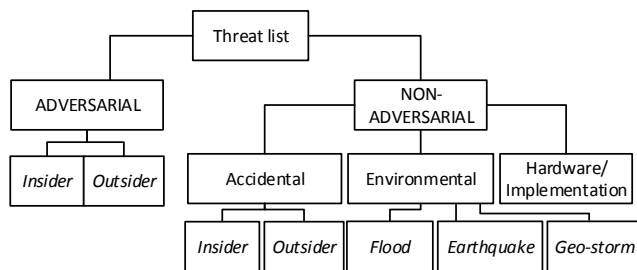 Threat list
ADVERSARIAL
NON-
ADVERSARIAL
Insider
Outsider
Accidental
Environmental
Hardware/
Implementation
Insider
Outsider
Flood
Earthquake
Geo-storm